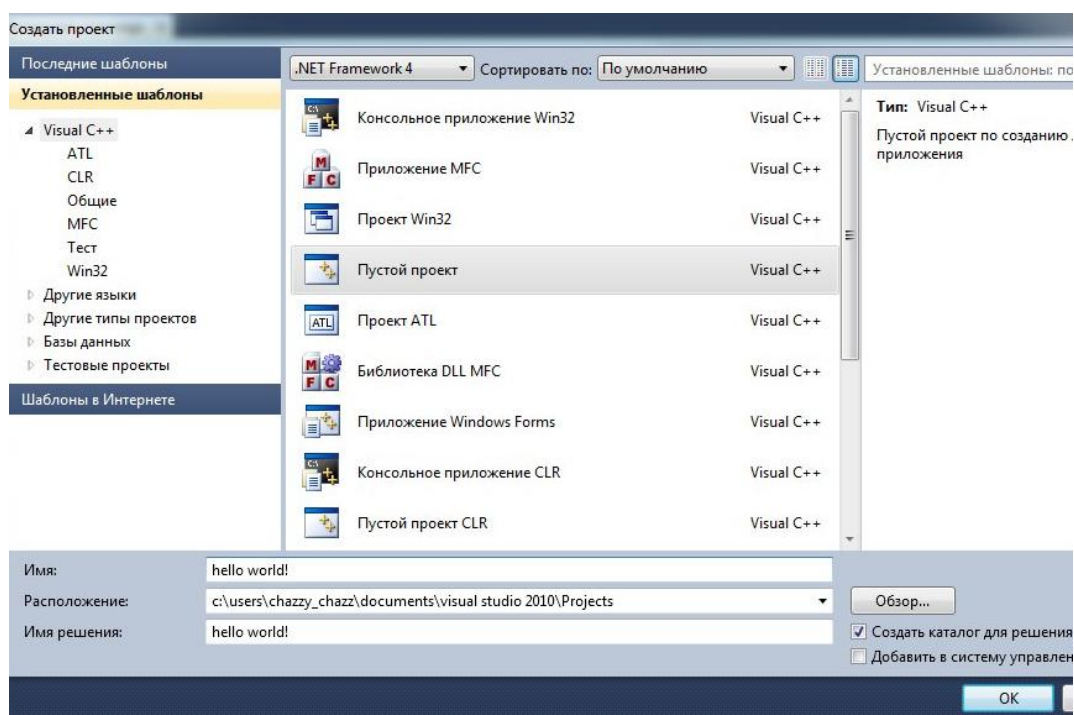 Создать проект
Последние шаблоны
Установленные шаблоны
Visual C++
ATL
CLR
Общие
MFC
Тест
Win32
Другие языки
Другие типы проектов
Базы данных
Тестовые проекты
Шаблоны в Интернете
.NET Framework 4 Сортировать по: По умолчанию
Установленные шаблоны:
Консольное приложение Win32 Visual C++
Приложение MFC Visual C++
Проект Win32 Visual C++
Пустой проект Visual C++
Проект ATL Visual C++
Библиотека DLL MFC Visual C++
Приложение Windows Forms Visual C++
Консольное приложение CLR Visual C++
Пустой проект CLR Visual C++
Тип: Visual C++
Пустой проект по созданию
приложения
Имя: hello world!
Расположение: c:\users\chazzy_chazz\documents\visual studio 2010\Projects Обзор...
Имя решения: hello world!
Создать каталог для решения
Добавить в систему управлен
OK